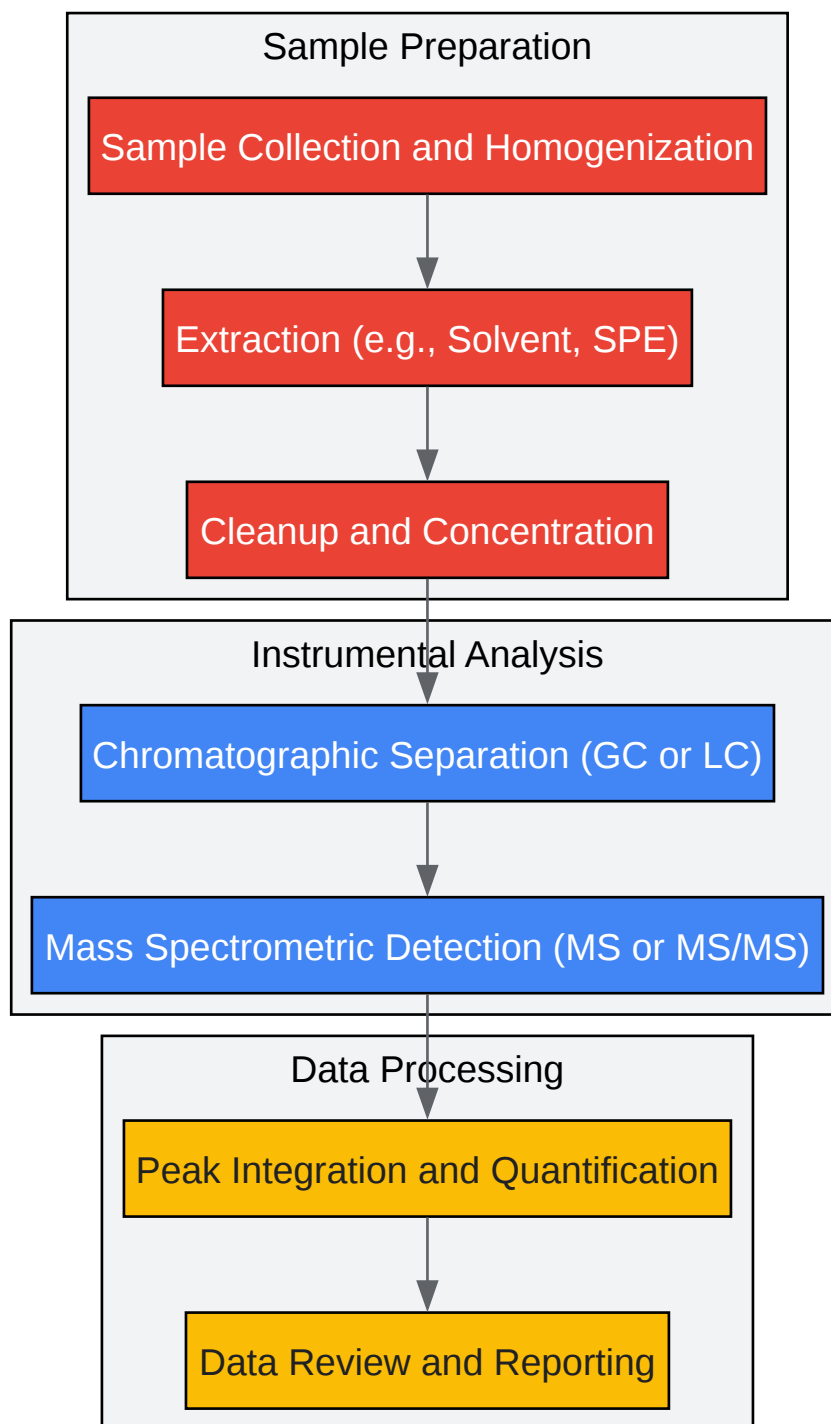 Sample Preparation
Sample Collection and Homogenization
Extraction (e.g., Solvent, SPE)
Cleanup and Concentration
Instrumental Analysis
Chromatographic Separation (GC or LC)
Mass Spectrometric Detection (MS or MS/MS)
Data Processing
Peak Integration and Quantification
Data Review and Reporting